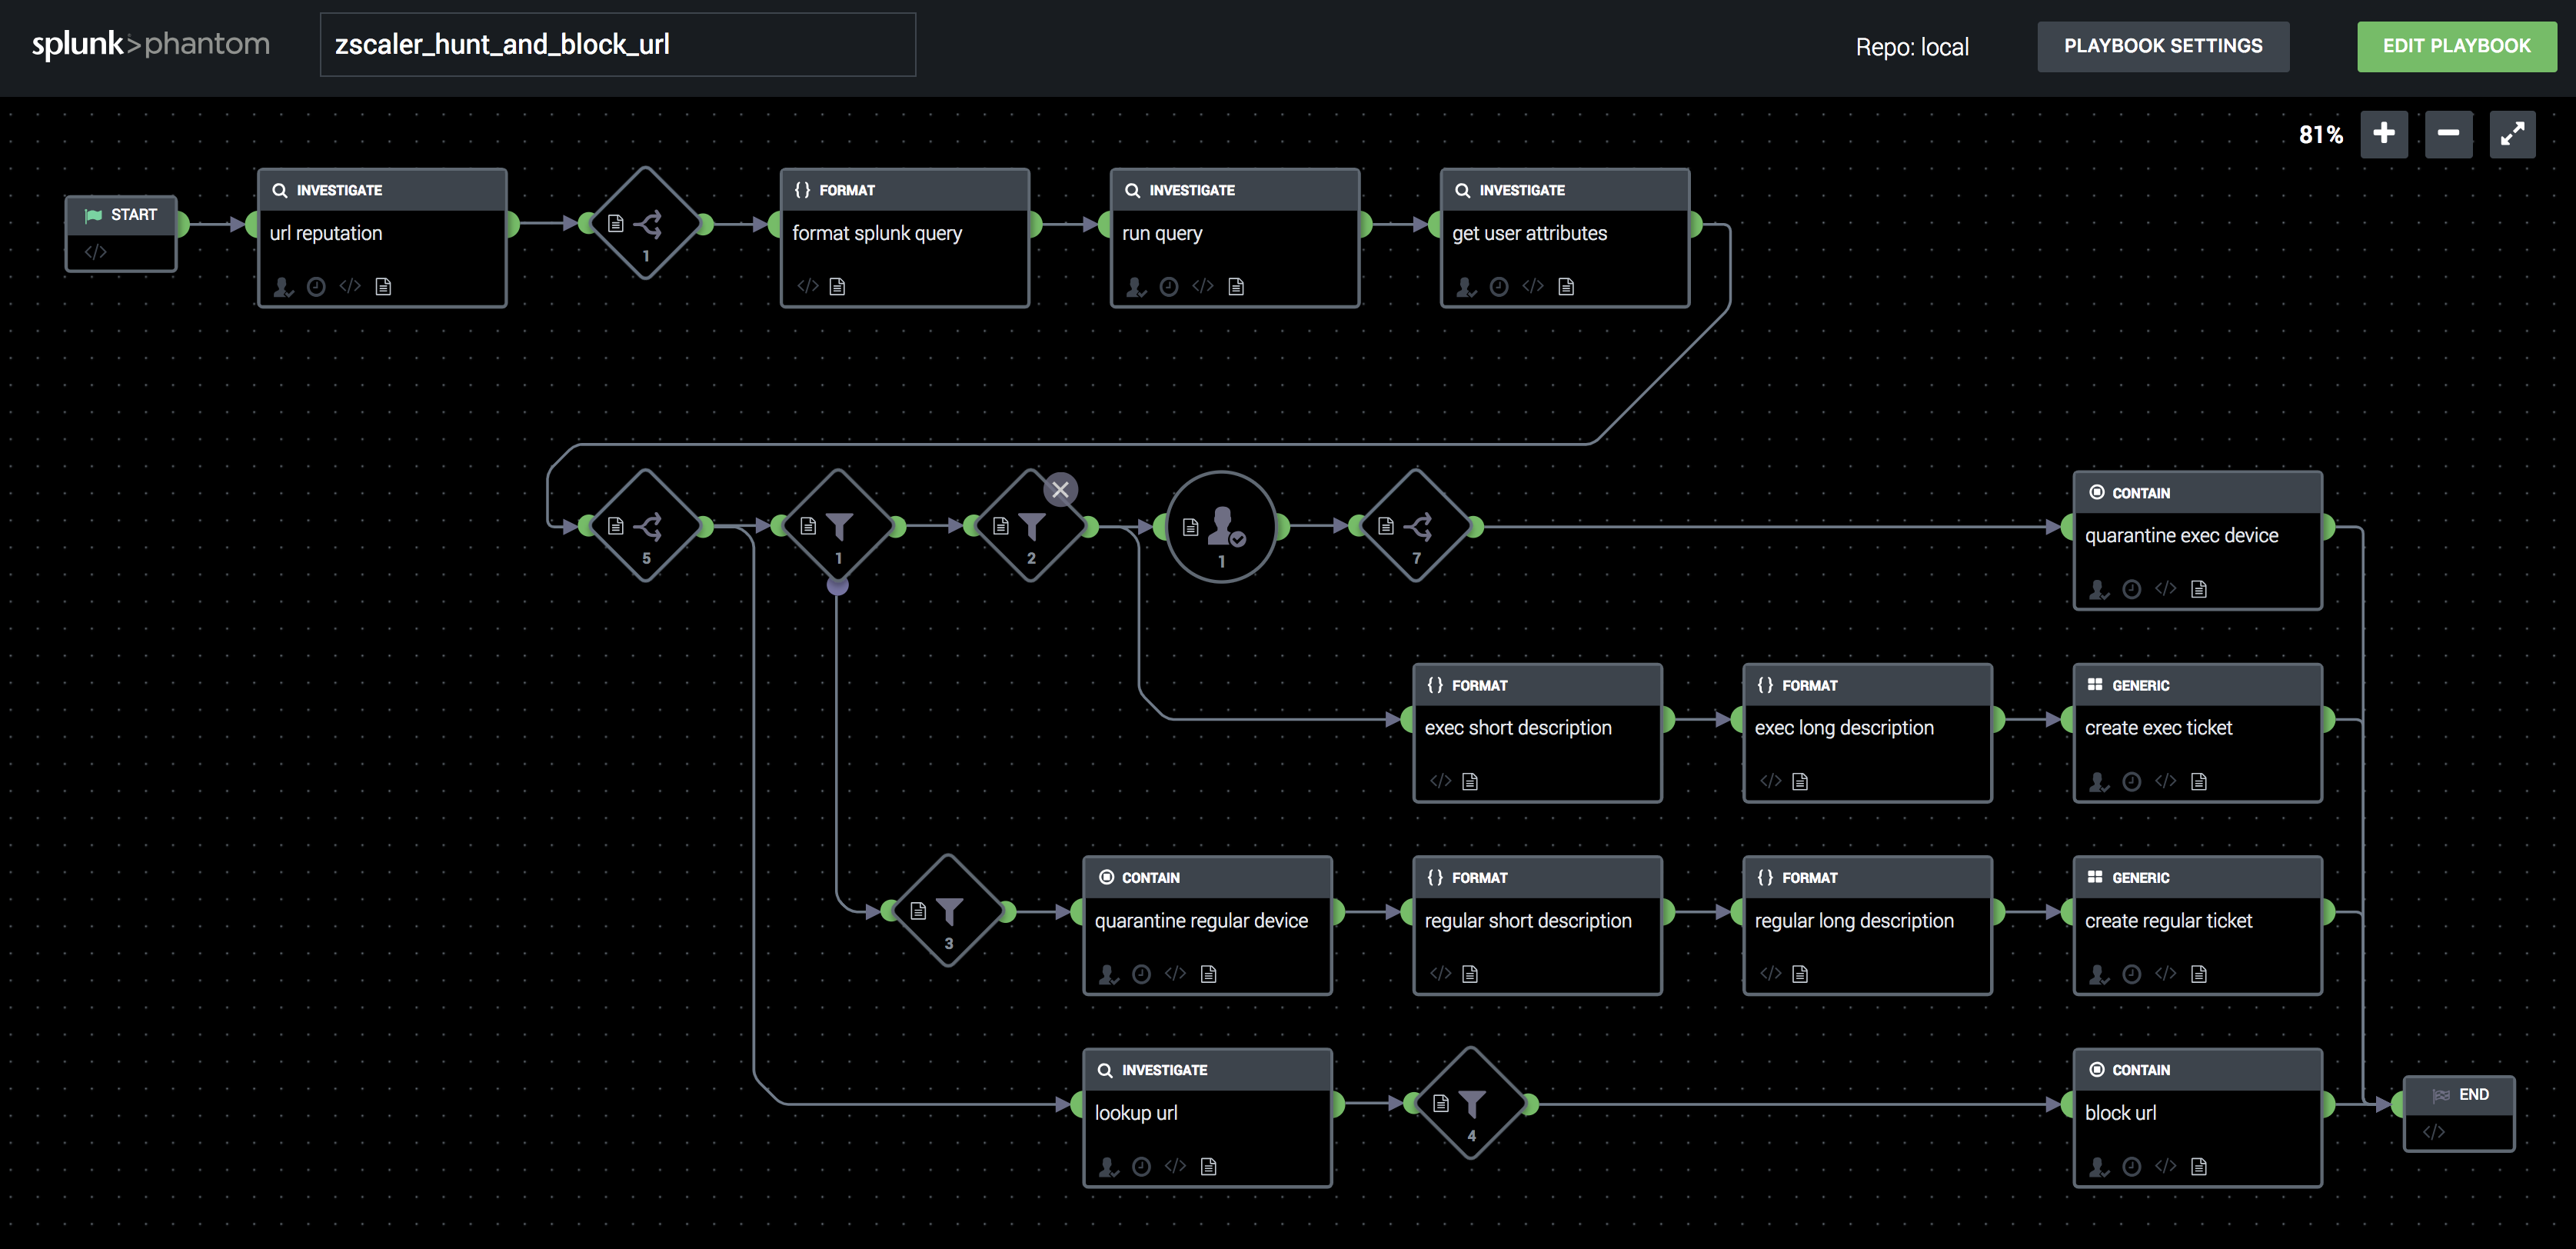 splunk>phantom
zscaler_hunt_and_block_url
Repo: local
PLAYBOOK SETTINGS
EDIT PLAYBOOK
81%
START
INVESTIGATE
url reputation
1
FORMAT
format splunk query
INVESTIGATE
run query
INVESTIGATE
get user attributes
5
1
2
1
7
CONTAIN
quarantine exec device
FORMAT
exec short description
FORMAT
exec long description
GENERIC
create exec ticket
3
CONTAIN
quarantine regular device
FORMAT
regular short description
FORMAT
regular long description
GENERIC
create regular ticket
INVESTIGATE
lookup url
4
CONTAIN
block url
END